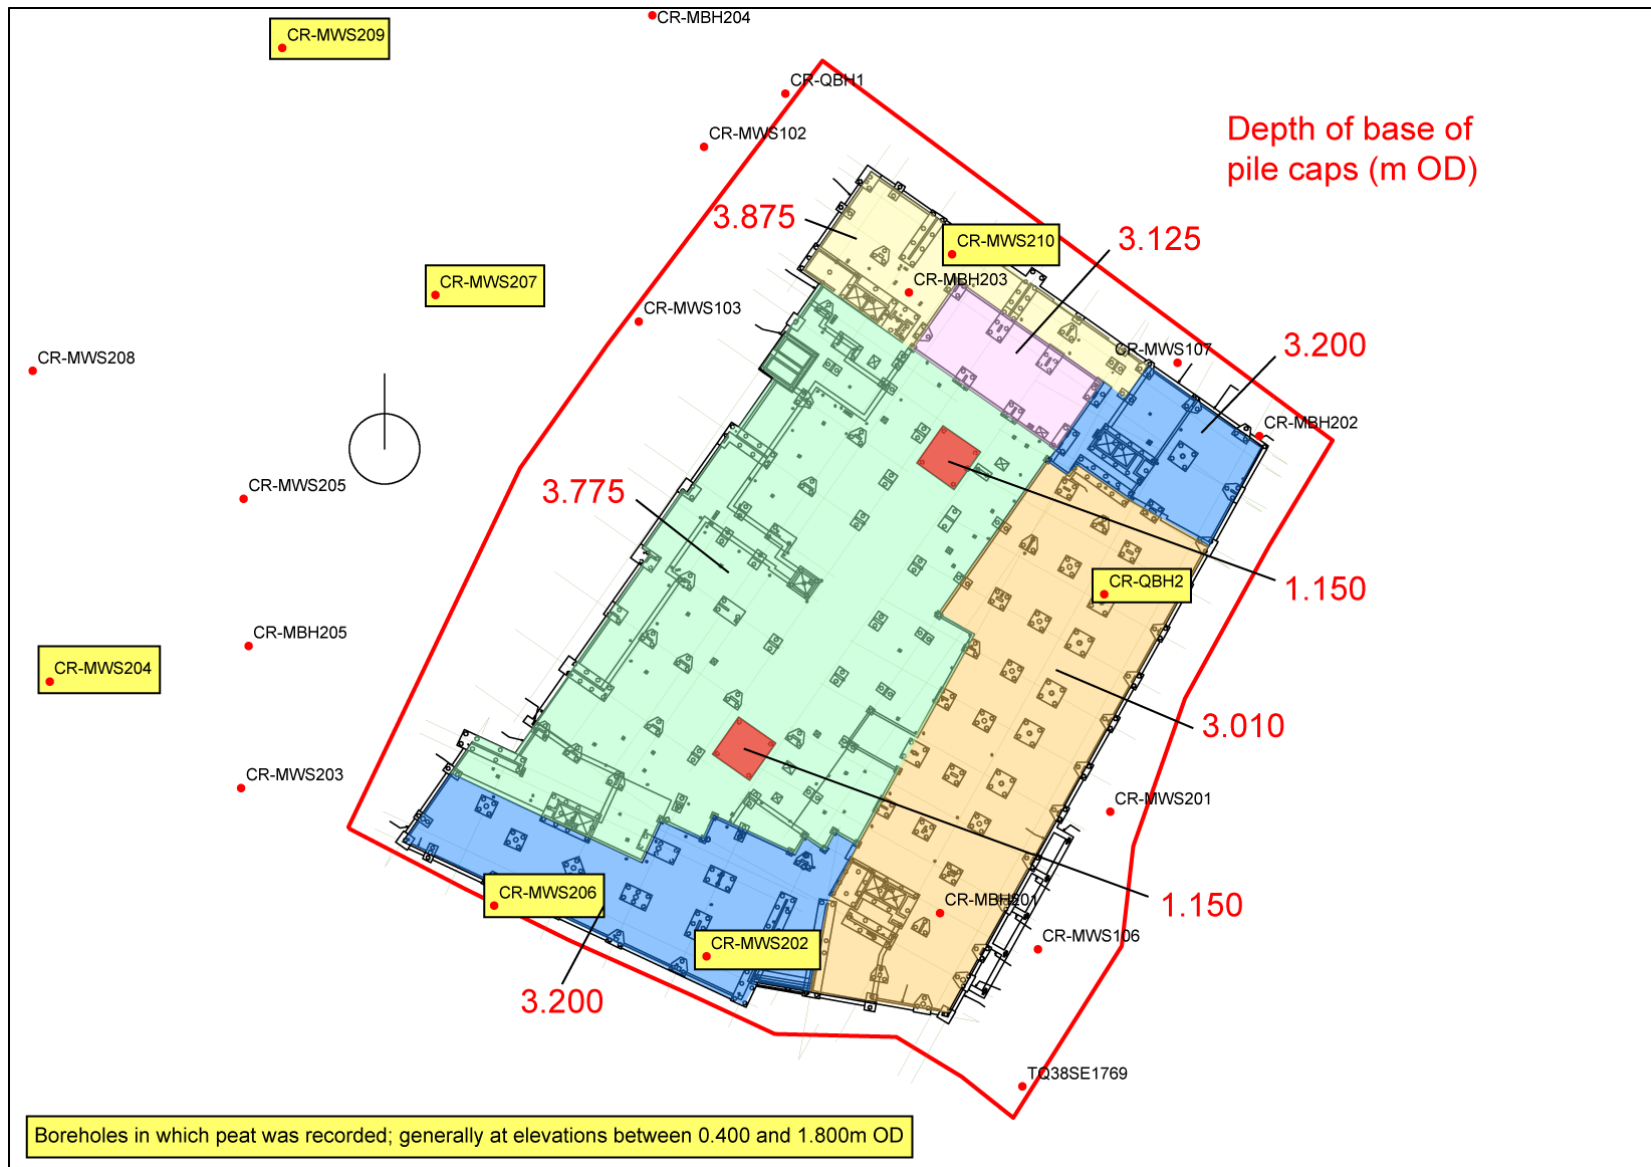 CR-MBH204
CR-MWS209
CR-QBH1
CR-MWS102
Depth of base of
pile caps (m OD)
3.875
3.125
CR-MWS210
CR-MWS207
CR-MBH203
CR-MWS103
CR-MWS107
3.200
CR-MWS208
CR-MBH202
CR-MWS205
3.775
CR-QBH2
1.150
CR-MBH205
CR-MWS204
3.010
CR-MWS203
CR-MWS201
CR-MWS206
CR-MBH201
1.150
CR-MWS202
CR-MWS106
3.200
TQ38SE1769
Boreholes in which peat was recorded; generally at elevations between 0.400 and 1.800m OD